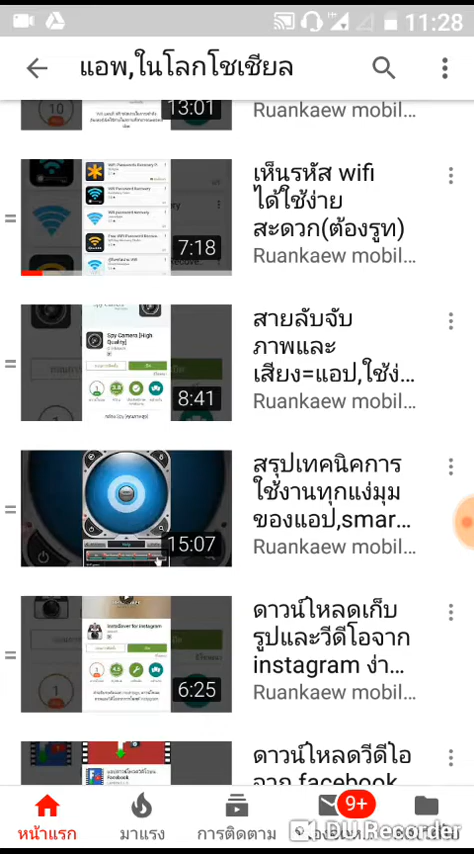 11:28
แอพ,ในโลกโซเชียล
13:01
Ruankaew mobil...
เห็นรหัส wifi
ได้ใช้ง่าย
สะดวก(ต้องรูท)
Ruankaew mobil...
7:18
สายลับจับ
ภาพและ
เสียง=แอป,ใช้ง่...
Ruankaew mobil...
Spy Camera [High
Quality]
8:41
สรุปเทคนิคการ
ใช้งานทุกแง่มุม
ของแอป,smar...
Ruankaew mobil...
15:07
ดาวน์ไหลดเก็บ
รูปและวีดีโอจาก
instagram ง่า...
Ruankaew mobil...
InstaSaver for Instagram
6:25
ดาวน์ไหลดวีดีโอ
จาก facebook
9+
หน้าแรก
มาแรง
การติดตาม
DU Recorder